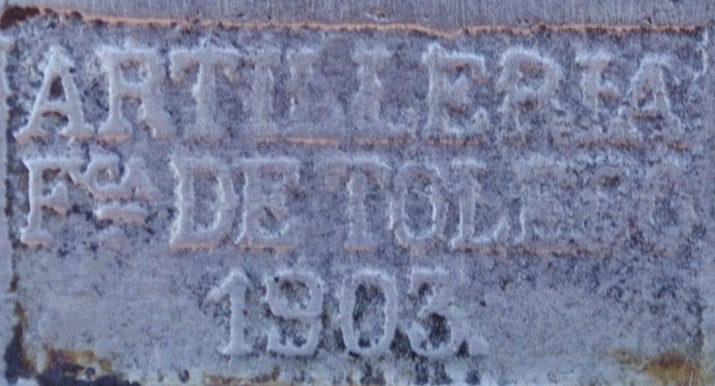 ARTILLERIA
Fca DE TOLEDO
1903.